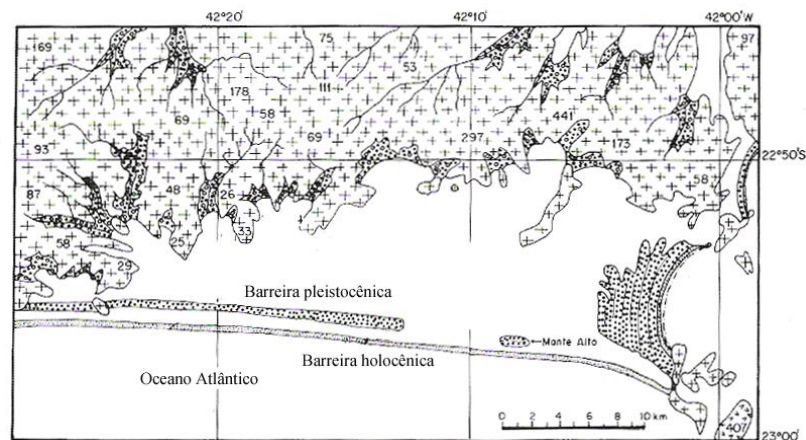 42°20' 42°10' 42°00'W
69 75 97
53
178 111
58 441
69 69 297 173
93 22°50'S
87 48 26 58
33
58 25
29
Barreira pleistocênica
←Monte Alto
Barreira holocênica
Oceano Atlântico
0 2 4 6 8 10 km
407
23°00'